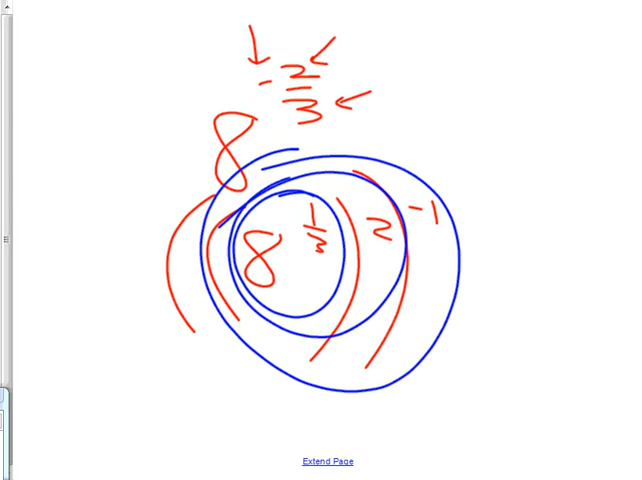 8^{-2/3}
((8^{1/3})^2)^{-1}
Extend Page